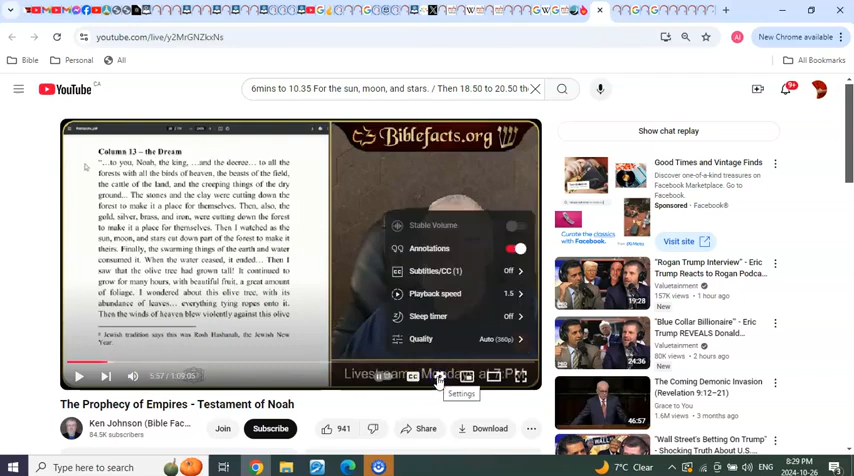 youtube.com/live/y2MrGNZkxNs
New Chrome available
Bible
Personal
All
All Bookmarks
YouTube CA
6mins to 10.35 For the sun, moon, and stars. / Then 18.50 to 20.50 the
9+
Column 13 – the Dream
"…to you, Noah, the king, …and the decree… to all the
forests with all the birds of heaven, the beasts of the field,
the cattle of the land, and the creeping things of the dry
ground... The stones and the clay were cutting down the
forest to make it a place for themselves. Then, also, the
gold, silver, brass, and iron, were cutting down the forest
to make it a place for themselves. Then I watched as the
sun, moon, and stars cut down part of the forest to make it
theirs. Finally, the swarming things of the earth and water
consumed it. When the water ceased, it ended… Then I
saw that the olive tree had grown tall! It continued to
grow for many hours, with beautiful fruit, a great amount
of foliage. I wondered about this olive tree, with its
abundance of leaves… everything tying ropes onto it.
Then the winds of heaven blew violently against this olive
Jewish tradition says this was Rosh Hashanah, the Jewish New
Year.
Biblefacts.org
Stable Volume
Annotations
Subtitles/CC (1) Off
Playback speed 1.5
Sleep timer Off
Quality Auto (360p)
Livestream Mondays at 7 PM
5:57 / 1:09:05
CC
Settings
The Prophecy of Empires - Testament of Noah
Ken Johnson (Bible Fac...
84.5K subscribers
Join
Subscribe
941
Share
Download
Show chat replay
Good Times and Vintage Finds
Discover one-of-a-kind treasures on
Facebook Marketplace. Go to
Facebook.
Sponsored · Facebook®
Curate the classics
with Facebook.
Visit site
"Rogan Trump Interview" - Eric
Trump Reacts to Rogan Podca...
Valuetainment
157K views • 1 hour ago
New
19:28
"Blue Collar Billionaire" - Eric
Trump REVEALS Donald...
Valuetainment
80K views • 2 hours ago
New
24:36
The Coming Demonic Invasion
(Revelation 9:12–21)
Grace to You
1.6M views • 3 months ago
46:57
"Wall Street's Betting On Trump"
- Shocking Truth About U.S...
Type here to search
7°C Clear
ENG
8:29 PM
2024-10-26